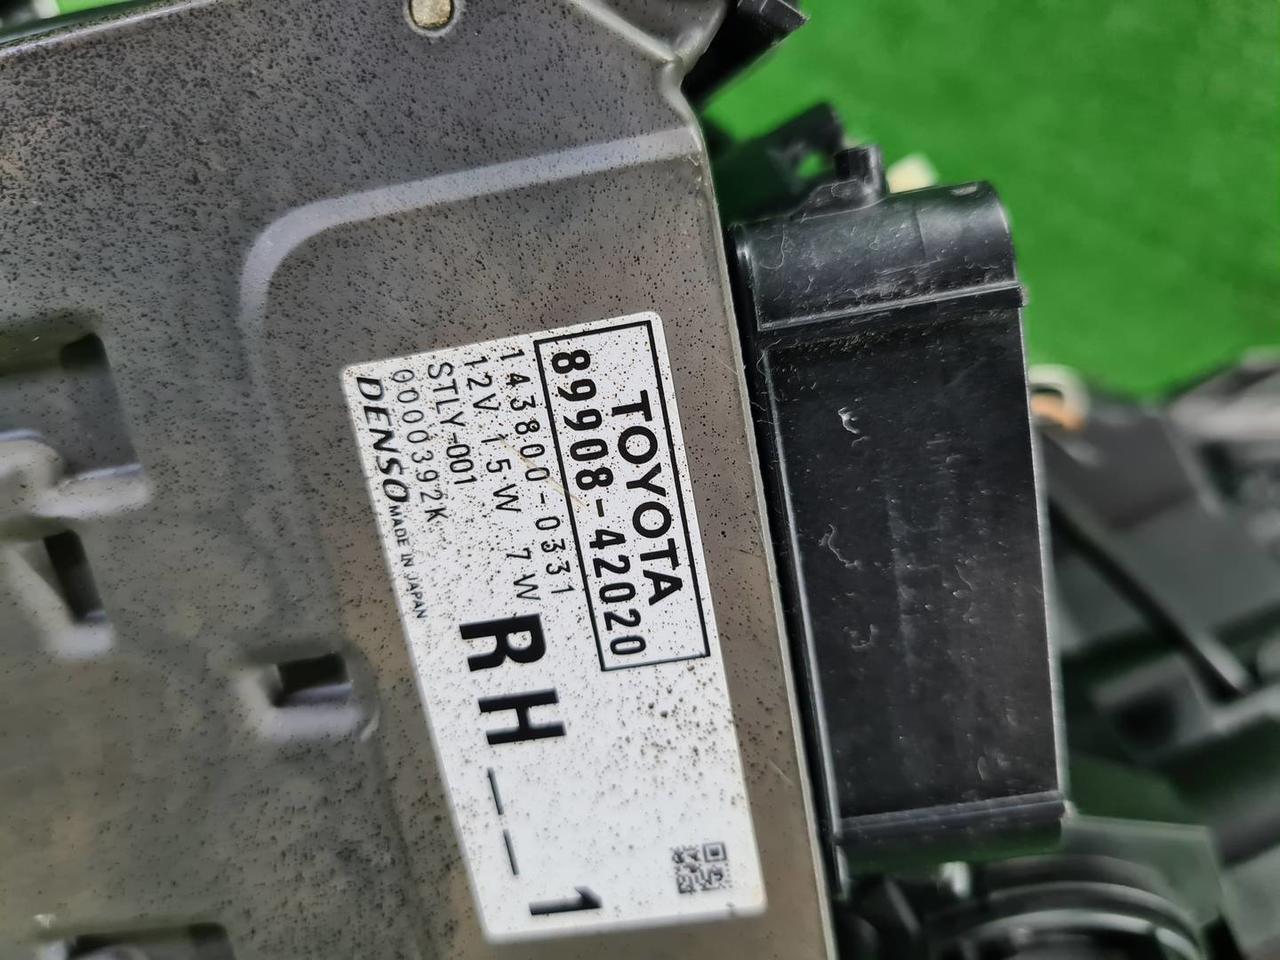 TOYOTA
89908-42020
143800-0331
12V 15W 7W
STLY-001
0000392K
DENSO MADE IN JAPAN
RH--1